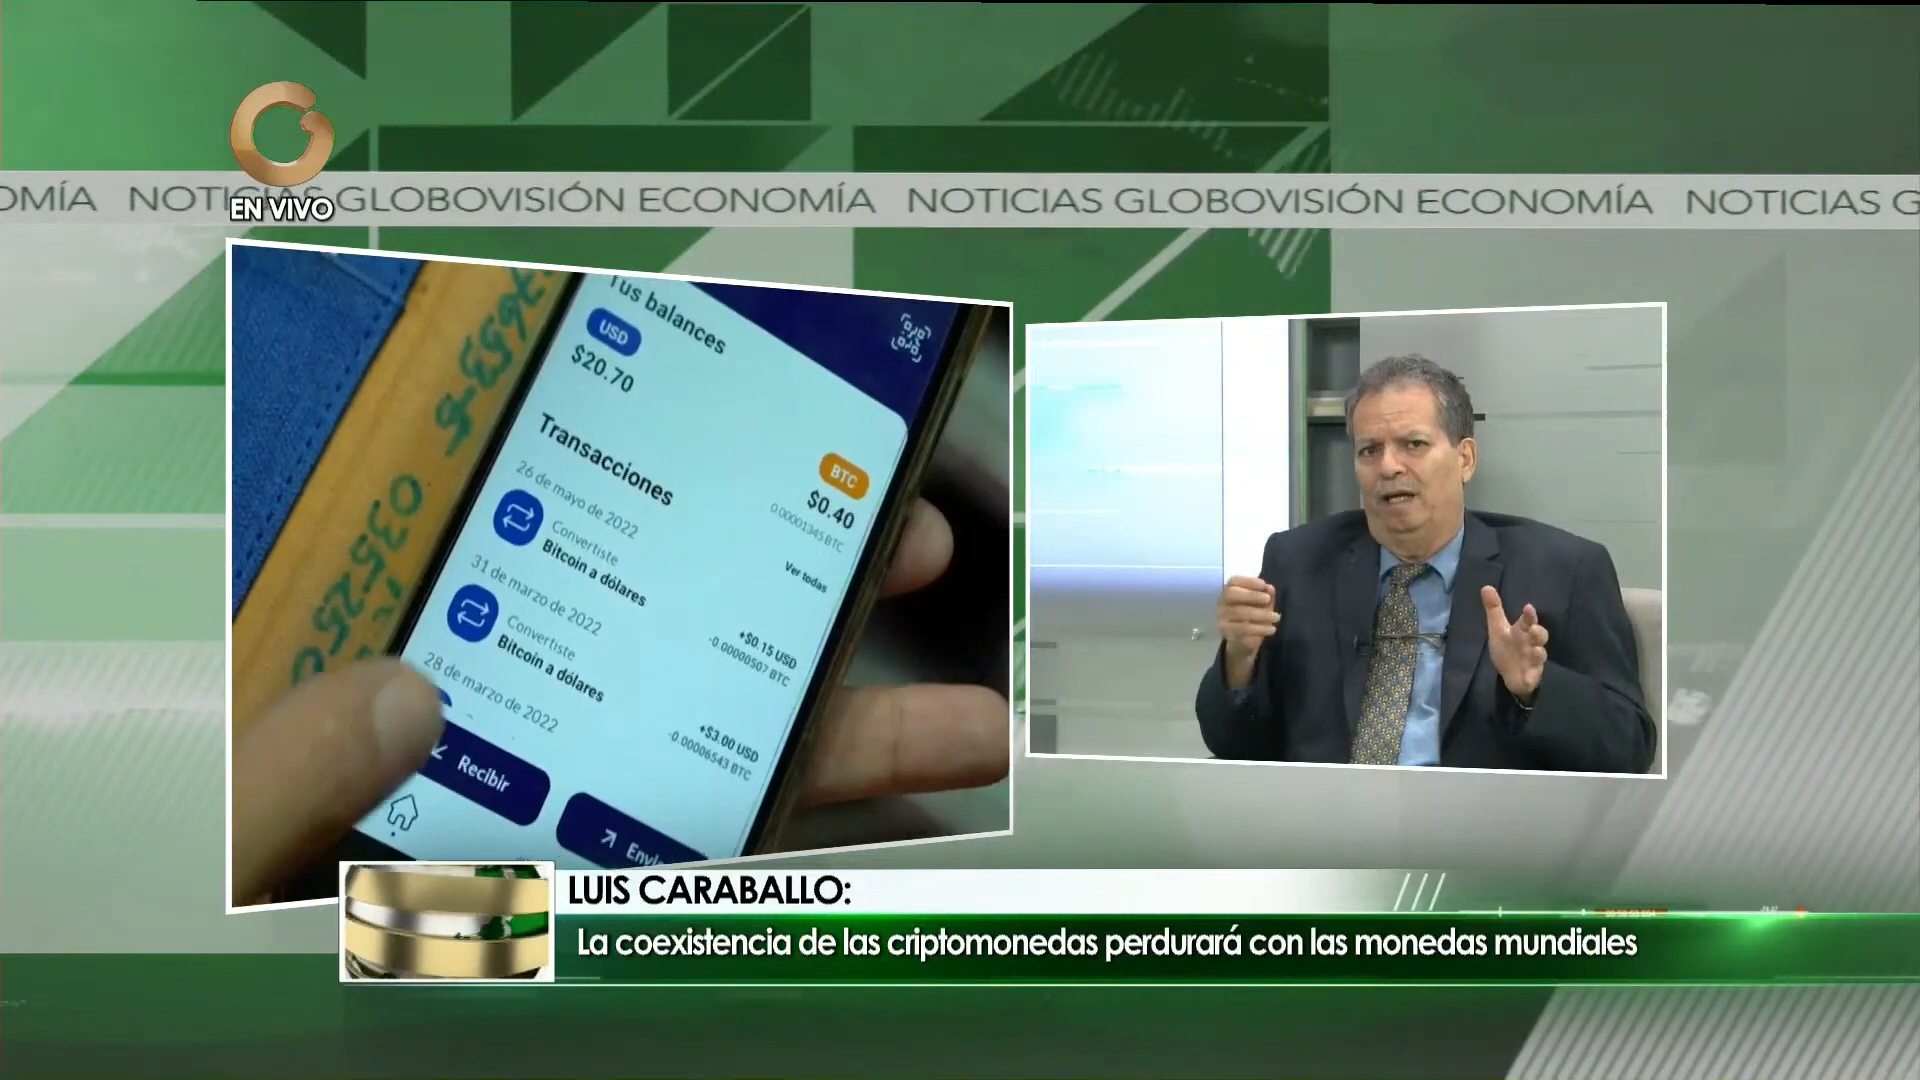 OMÍA NOTICIAS GLOBOVISIÓN ECONOMÍA NOTICIAS GLOBOVISIÓN ECONOMÍA NOTICIAS G
EN VIVO
Tus balances
USD
$20.70
BTC
$0.40
0.00001345 BTC
Transacciones
Ver todas
26 de mayo de 2022
Convertiste
Bitcoin a dólares
+$0.15 USD
-0.00000507 BTC
31 de marzo de 2022
Convertiste
Bitcoin a dólares
+$3.00 USD
-0.00006543 BTC
28 de marzo de 2022
Recibir
Envia
LUIS CARABALLO:
La coexistencia de las criptomonedas perdurará con las monedas mundiales